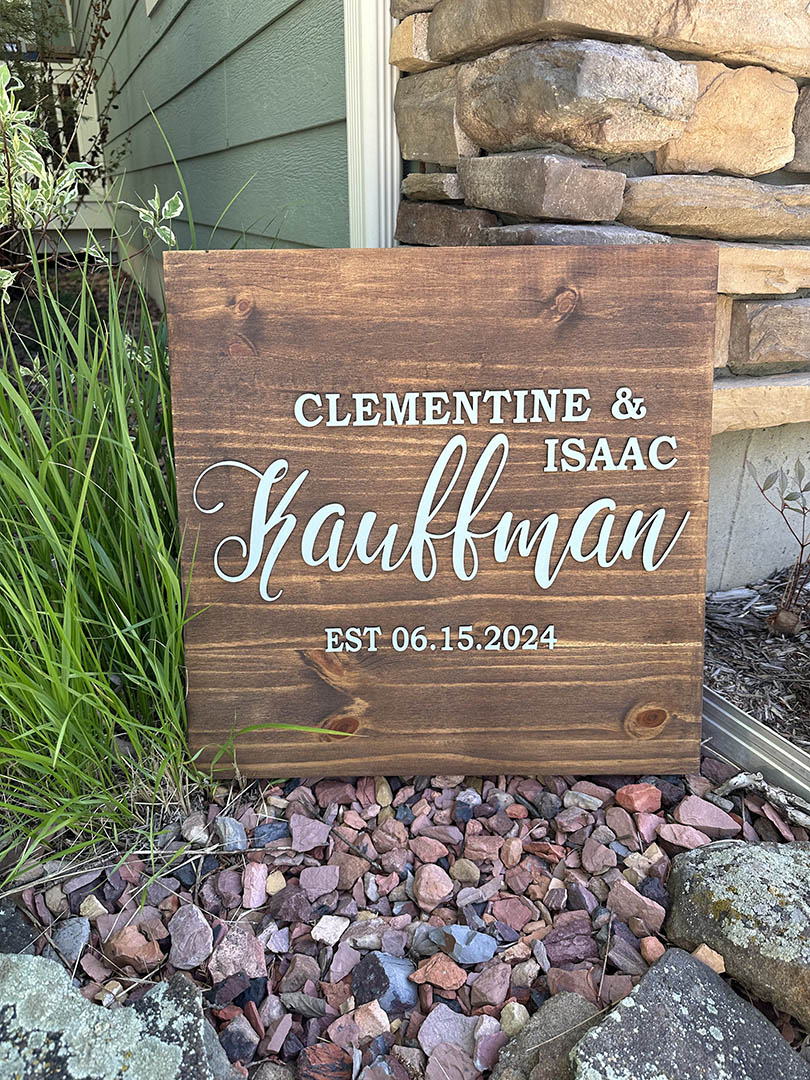 CLEMENTINE &
ISAAC
Kauffman
EST 06.15.2024